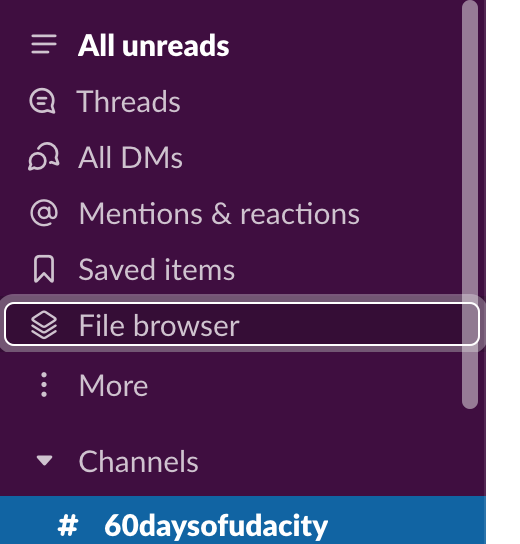 All unreads
Threads
All DMs
Mentions & reactions
Saved items
File browser
More
Channels
# 60daysofudacity